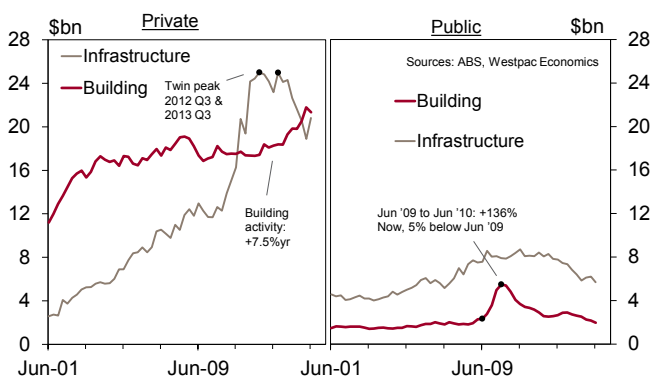 Private
Public
$bn
$bn
28
24
20
16
12
8
4
0
Infrastructure
Building
Twin peak
2012 Q3 &
2013 Q3
Building
activity:
+7.5%yr
Jun-01
Jun-09
Sources: ABS, Westpac Economics
Building
Infrastructure
Jun ’09 to Jun ’10: +136%
Now, 5% below Jun ’09
28
24
20
16
12
8
4
0
Jun-01
Jun-09